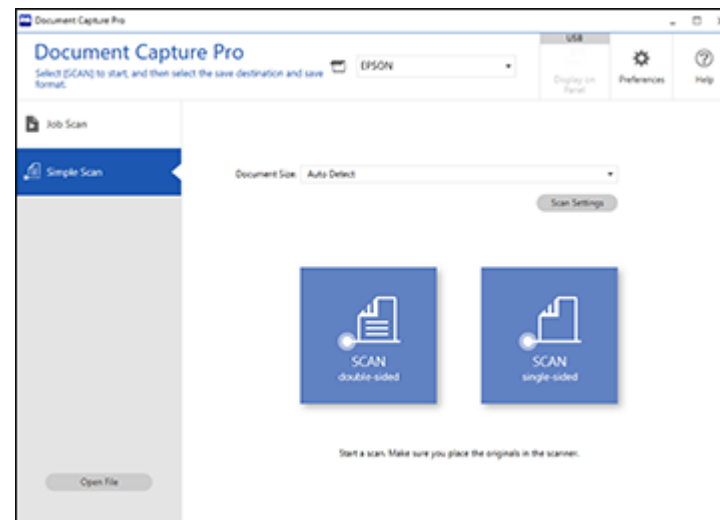 Document Capture Pro
Document Capture Pro
Select [SCAN] to start, and then select the save destination and save
format.
EPSON
USB
Display on
Panel
Preferences
Help
Job Scan
Simple Scan
Document Size: Auto Detect
Scan Settings
SCAN
double-sided
SCAN
single-sided
Start a scan. Make sure you place the originals in the scanner.
Open File